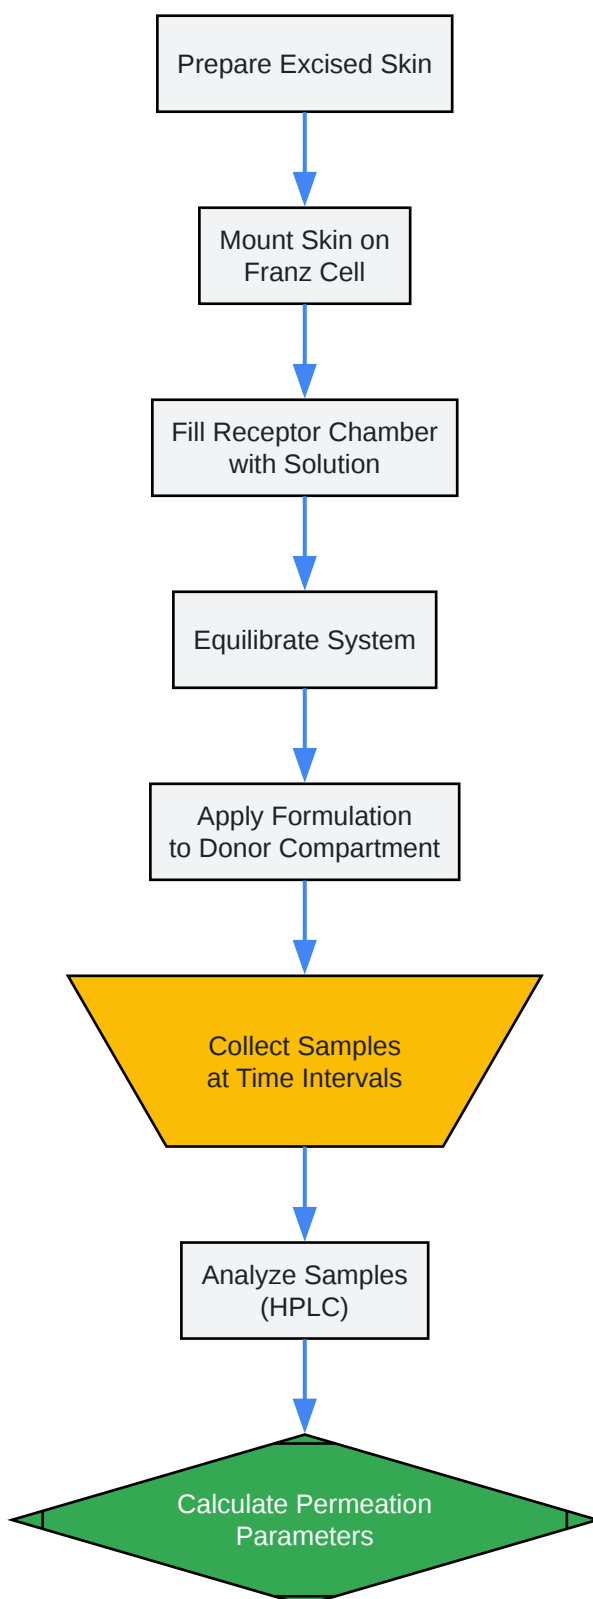 Prepare Excised Skin
Mount Skin on
Franz Cell
Fill Receptor Chamber
with Solution
Equilibrate System
Apply Formulation
to Donor Compartment
Collect Samples
at Time Intervals
Analyze Samples
(HPLC)
Calculate Permeation
Parameters